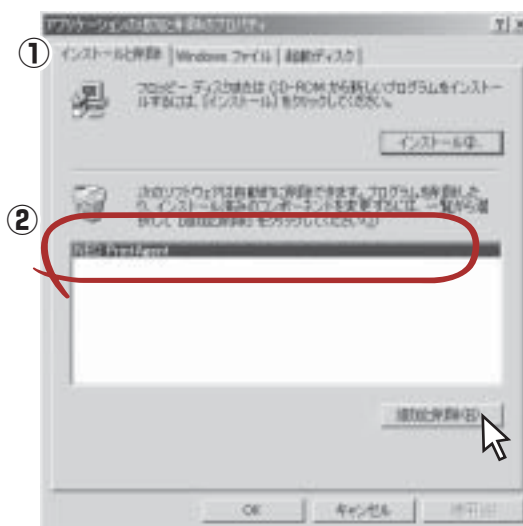 アプリケーションの追加と削除のプロパティ
①
インストールと削除 Windows ファイル 起動ディスク
フロッピー ディスクまたは CD-ROM から新しいプログラムをインストー
ルするには、[インストール] をクリックしてください。
インストール(I)...
②
次のソフトウェアは自動的に削除できます。プログラムを削除した
り、インストール済みのコンポーネントを変更するには、一覧から選
択して [追加と削除] をクリックしてください(S)
NEC PrintAgent
追加と削除(R)...
OK キャンセル 適用(A)